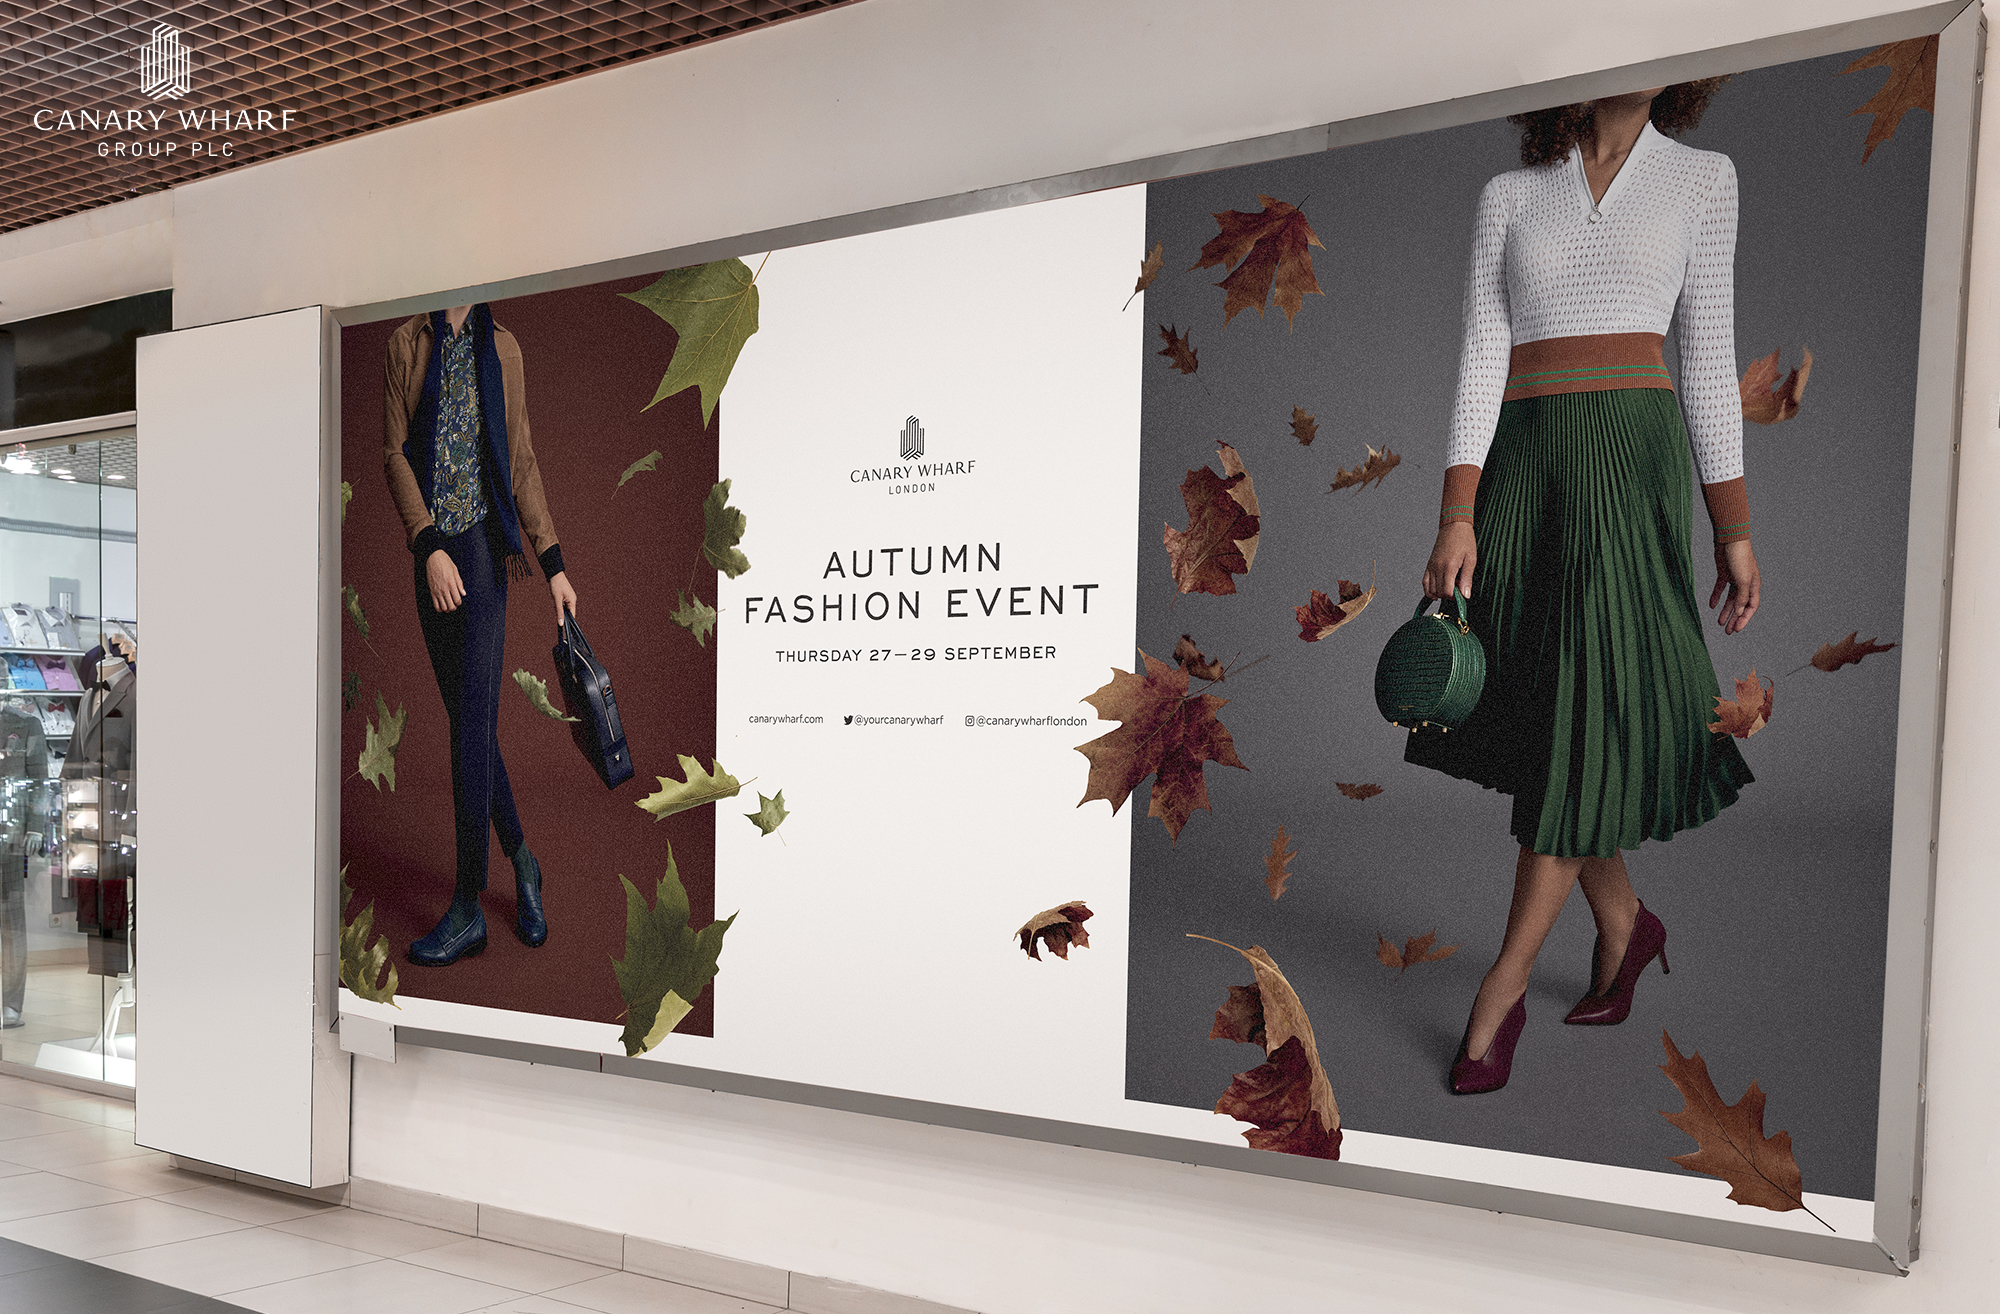 CANARY WHARF
GROUP PLC
CANARY WHARF
LONDON
AUTUMN
FASHION EVENT
THURSDAY 27—29 SEPTEMBER
canarywharf.com @yourcanarywharf @canarywharflondon